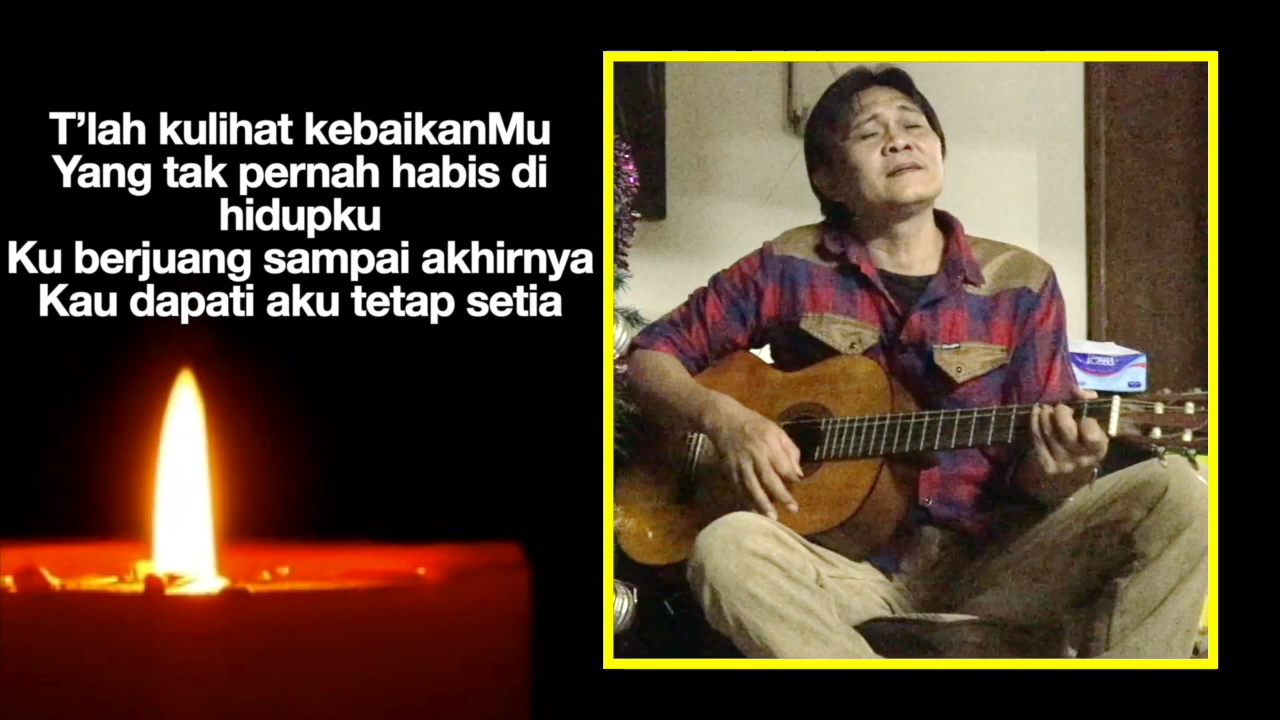 T’lah kulihat kebaikanMu
Yang tak pernah habis di
hidupku
Ku berjuang sampai akhirnya
Kau dapati aku tetap setia